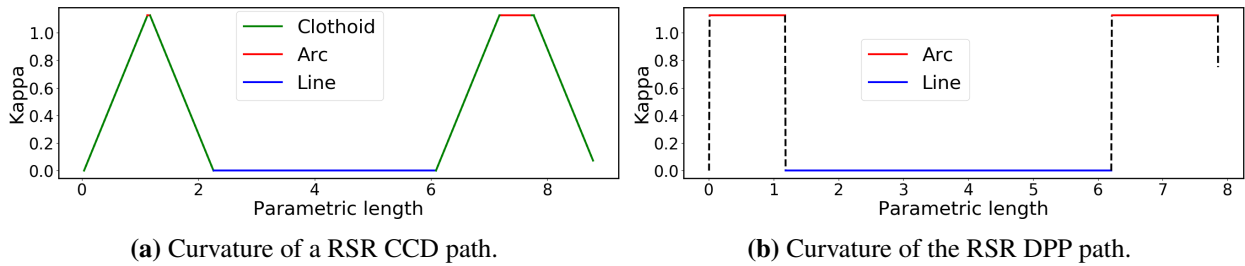 Kappa
1.0
0.8
0.6
0.4
0.2
0.0
Clothoid
Arc
Line
0 2 4 6 8
Parametric length
(a) Curvature of a RSR CCD path.
Kappa
1.0
0.8
0.6
0.4
0.2
0.0
Arc
Line
0 1 2 3 4 5 6 7 8
Parametric length
(b) Curvature of the RSR DPP path.